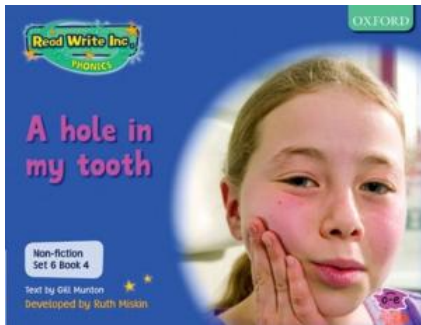 OXFORD
Read Write Inc.
PHONICS
A hole in
my tooth
Non-fiction
Set 6 Book 4
Text by Gill Munton
Developed by Ruth Miskin
o-e